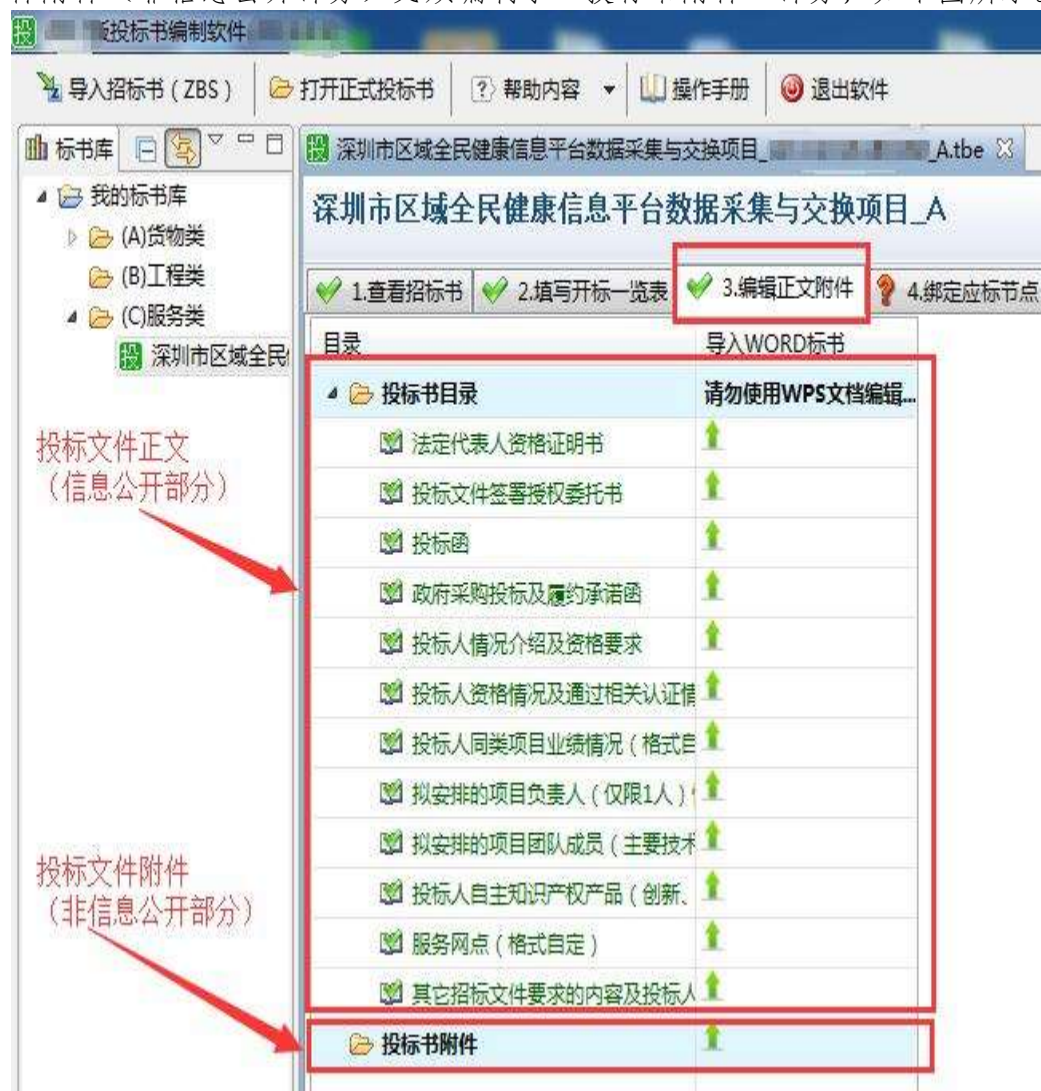 版投标书编制软件
导入招标书（ZBS） 打开正式投标书 帮助内容 操作手册 退出软件
标书库
深圳市区域全民健康信息平台数据采集与交换项目_ _A.tbe
我的标书库
(A)货物类
(B)工程类
(C)服务类
深圳市区域全民
深圳市区域全民健康信息平台数据采集与交换项目_A
1.查看招标书 2.填写开标一览表 3.编辑正文附件 4.绑定应标节点
目录 导入WORD标书
投标书目录 请勿使用WPS文档编辑...
法定代表人资格证明书
投标文件签署授权委托书
投标函
政府采购投标及履约承诺函
投标人情况介绍及资格要求
投标人资格情况及通过相关认证情
投标人同类项目业绩情况（格式自
拟安排的项目负责人（仅限1人）
拟安排的项目团队成员（主要技术
投标人自主知识产权产品（创新、
服务网点（格式自定）
其它招标文件要求的内容及投标人
投标书附件
投标文件正文
（信息公开部分）
投标文件附件
（非信息公开部分）